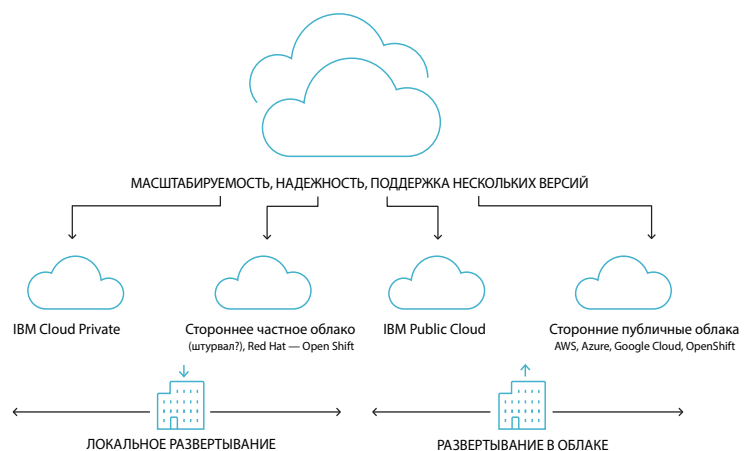 МАСШТАБИРУЕМОСТЬ, НАДЕЖНОСТЬ, ПОДДЕРЖКА НЕСКОЛЬКИХ ВЕРСИЙ
IBM Cloud Private
Стороннее частное облако
(штурвал?), Red Hat — Open Shift
IBM Public Cloud
Сторонние публичные облака
AWS, Azure, Google Cloud, OpenShift
ЛОКАЛЬНОЕ РАЗВЕРТЫВАНИЕ
РАЗВЕРТЫВАНИЕ В ОБЛАКЕ